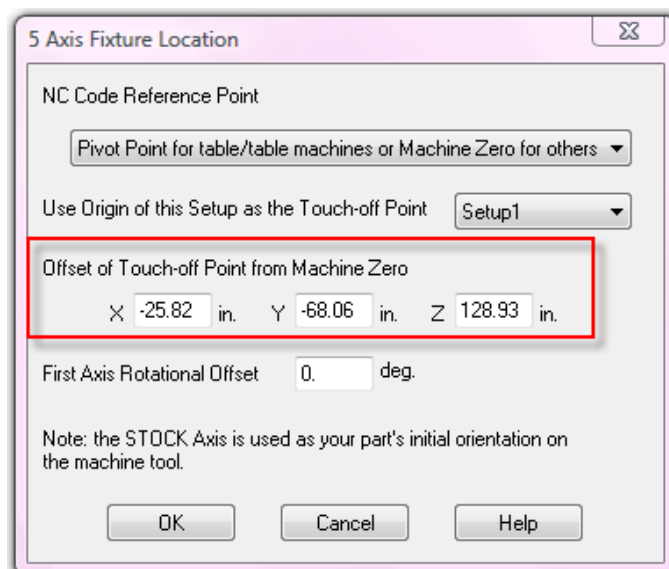 5 Axis Fixture Location
NC Code Reference Point
Pivot Point for table/table machines or Machine Zero for others
Use Origin of this Setup as the Touch-off Point Setup1
Offset of Touch-off Point from Machine Zero
X -25.82 in. Y -68.06 in. Z 128.93 in.
First Axis Rotational Offset 0. deg.
Note: the STOCK Axis is used as your part's initial orientation on
the machine tool.
OK Cancel Help